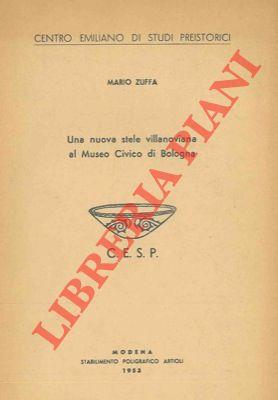 CENTRO EMILIANO DI STUDI PREISTORICI
MARIO ZUFFA
Una nuova stele villanoviana
al Museo Civico di Bologna
C. E. S. P.
LIBRERIA PIANI
MODENA
STABILIMENTO POLIGRAFICO ARTIOLI
1953